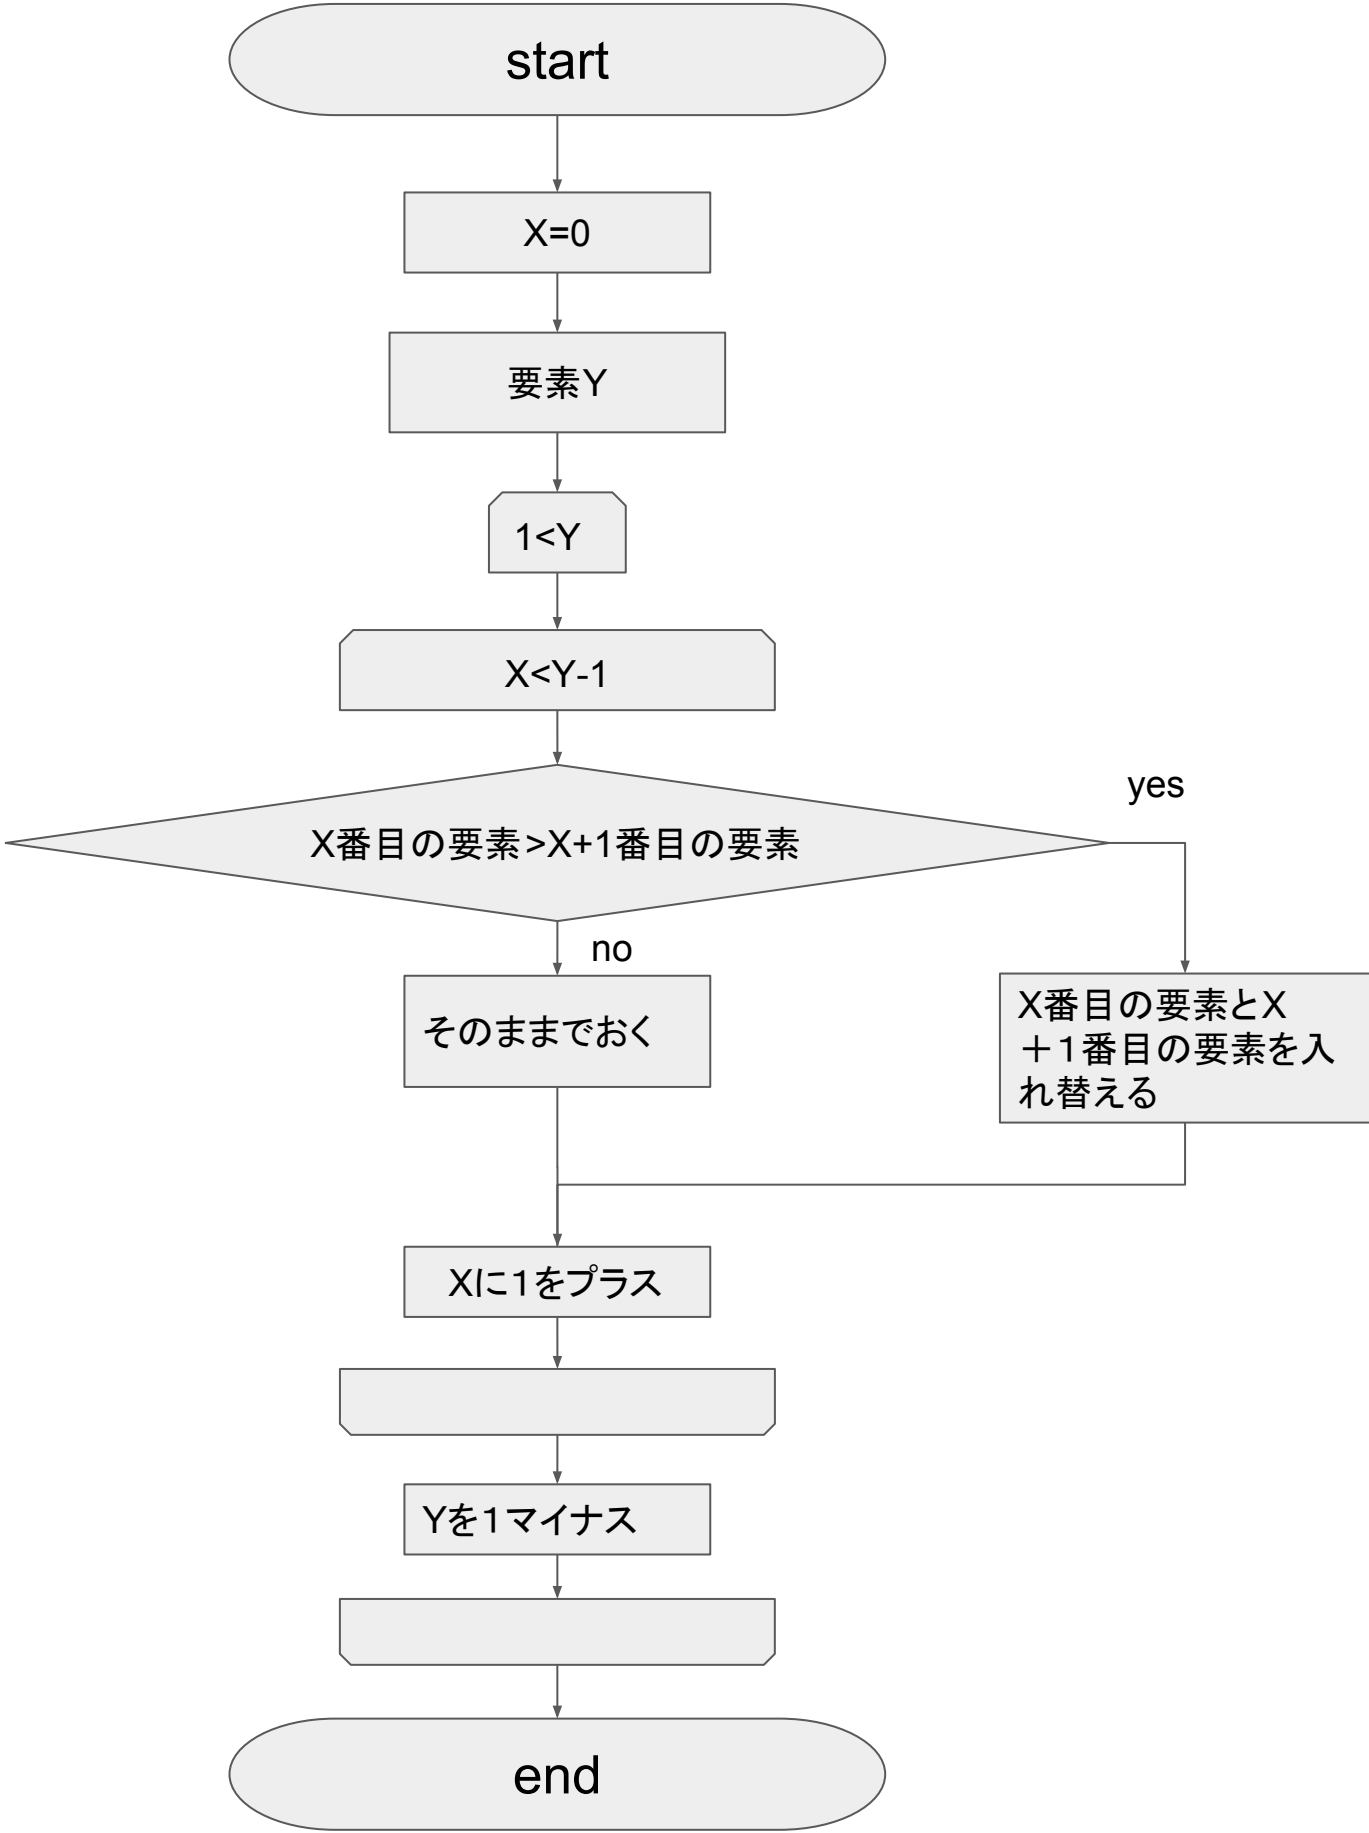 start
X=0
要素Y
1<Y
X<Y-1
X番目の要素>X+1番目の要素
yes
no
そのままでおく
X番目の要素とX
＋１番目の要素を入
れ替える
Xに１をプラス
Yを１マイナス
end